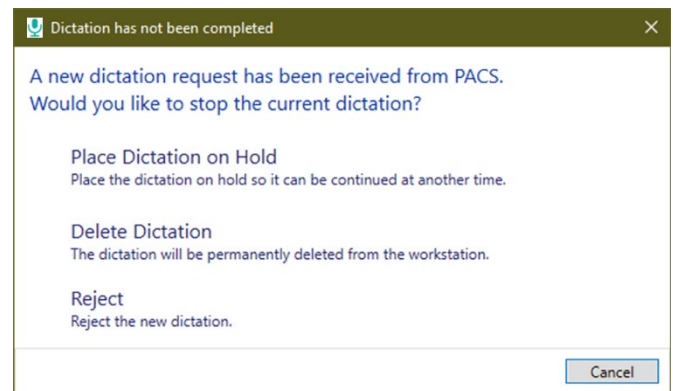 Dictation has not been completed
A new dictation request has been received from PACS.
Would you like to stop the current dictation?
Place Dictation on Hold
Place the dictation on hold so it can be continued at another time.
Delete Dictation
The dictation will be permanently deleted from the workstation.
Reject
Reject the new dictation.
Cancel